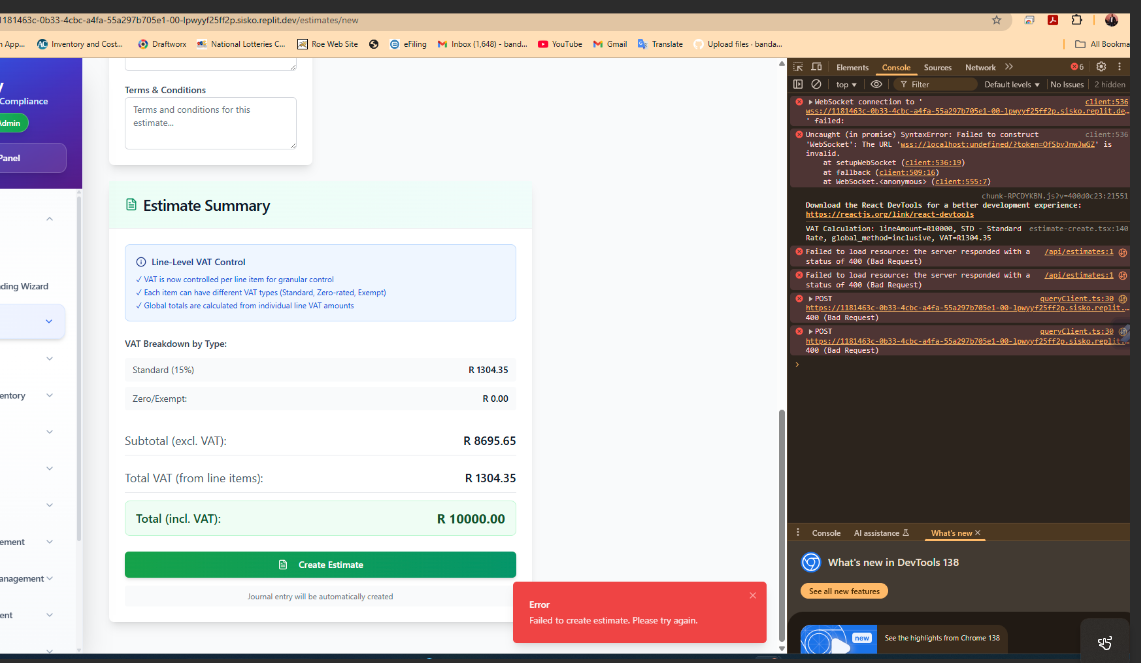 1181463c-0b33-4cbc-a4fa-55a297b705e1-00-lpwyyf25ff2p.sisko.replit.dev/estimates/new
n App...
Inventory and Cost...
Draftworx
National Lotteries C...
Roe Web Site
eFiling
Inbox (1,648) - band...
YouTube
Gmail
Translate
Upload files · banda...
All Bookma
y
Compliance
dmin
Panel
ding Wizard
entory
ement
anagement
ent
Terms & Conditions
Terms and conditions for this
estimate...
Estimate Summary
Line-Level VAT Control
✓ VAT is now controlled per line item for granular control
✓ Each item can have different VAT types (Standard, Zero-rated, Exempt)
✓ Global totals are calculated from individual line VAT amounts
VAT Breakdown by Type:
Standard (15%) R 1304.35
Zero/Exempt: R 0.00
Subtotal (excl. VAT): R 8695.65
Total VAT (from line items): R 1304.35
Total (incl. VAT): R 10000.00
Create Estimate
Journal entry will be automatically created
Error
Failed to create estimate. Please try again.
Elements Console Sources Network 6
top Filter Default levels No Issues 2 hidden
WebSocket connection to ' client:536
wss://1181463c-0b33-4cbc-a4fa-55a297b705e1-00-lpwyyf25ff2p.sisko.replit.de…
' failed:
Uncaught (in promise) SyntaxError: Failed to construct client:536
'WebSocket': The URL 'wss://localhost:undefined/?token=OfSbyJnwJwGZ' is
invalid.
at setupWebSocket (client:536:19)
at fallback (client:509:16)
at WebSocket.<anonymous> (client:555:7)
chunk-RPCDYKBN.js?v=400d0c23:21551
Download the React DevTools for a better development experience:
https://reactjs.org/link/react-devtools
VAT Calculation: lineAmount=R10000, STD - Standard estimate-create.tsx:140
Rate, global_method=inclusive, VAT=R1304.35
Failed to load resource: the server responded with a /api/estimates:1
status of 400 (Bad Request)
Failed to load resource: the server responded with a /api/estimates:1
status of 400 (Bad Request)
POST queryClient.ts:30
https://1181463c-0b33-4cbc-a4fa-55a297b705e1-00-lpwyyf25ff2p.sisko.replit…
400 (Bad Request)
POST queryClient.ts:30
https://1181463c-0b33-4cbc-a4fa-55a297b705e1-00-lpwyyf25ff2p.sisko.replit…
400 (Bad Request)
Console AI assistance What's new
What's new in DevTools 138
See all new features
new
See the highlights from Chrome 138